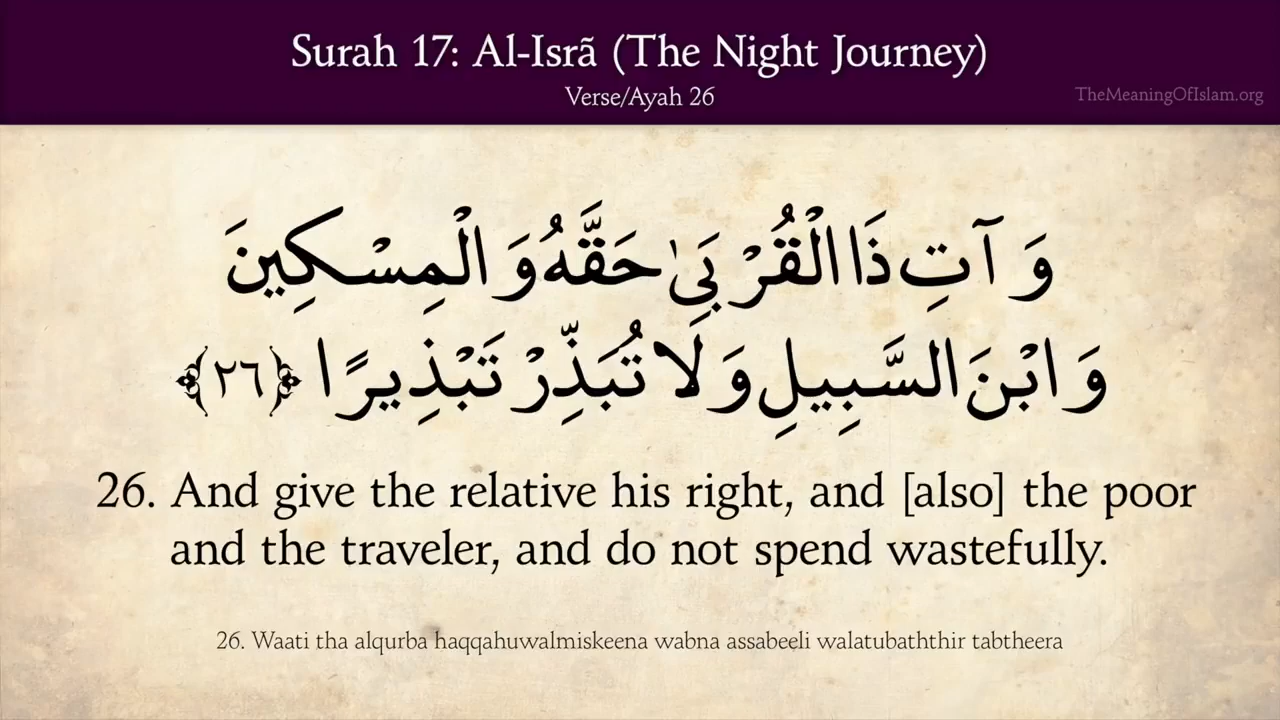 Surah 17: Al-Isrã (The Night Journey)
Verse/Ayah 26
TheMeaningOfIslam.org
وَآتِ ذَا الْقُرْبَىٰ حَقَّهُ وَالْمِسْكِينَ
وَابْنَ السَّبِيلِ وَلَا تُبَذِّرْ تَبْذِيرًا ﴿٢٦﴾
26. And give the relative his right, and [also] the poor
and the traveler, and do not spend wastefully.
26. Waati tha alqurba haqqahuwalmiskeena wabna assabeeli walatubaththir tabtheera